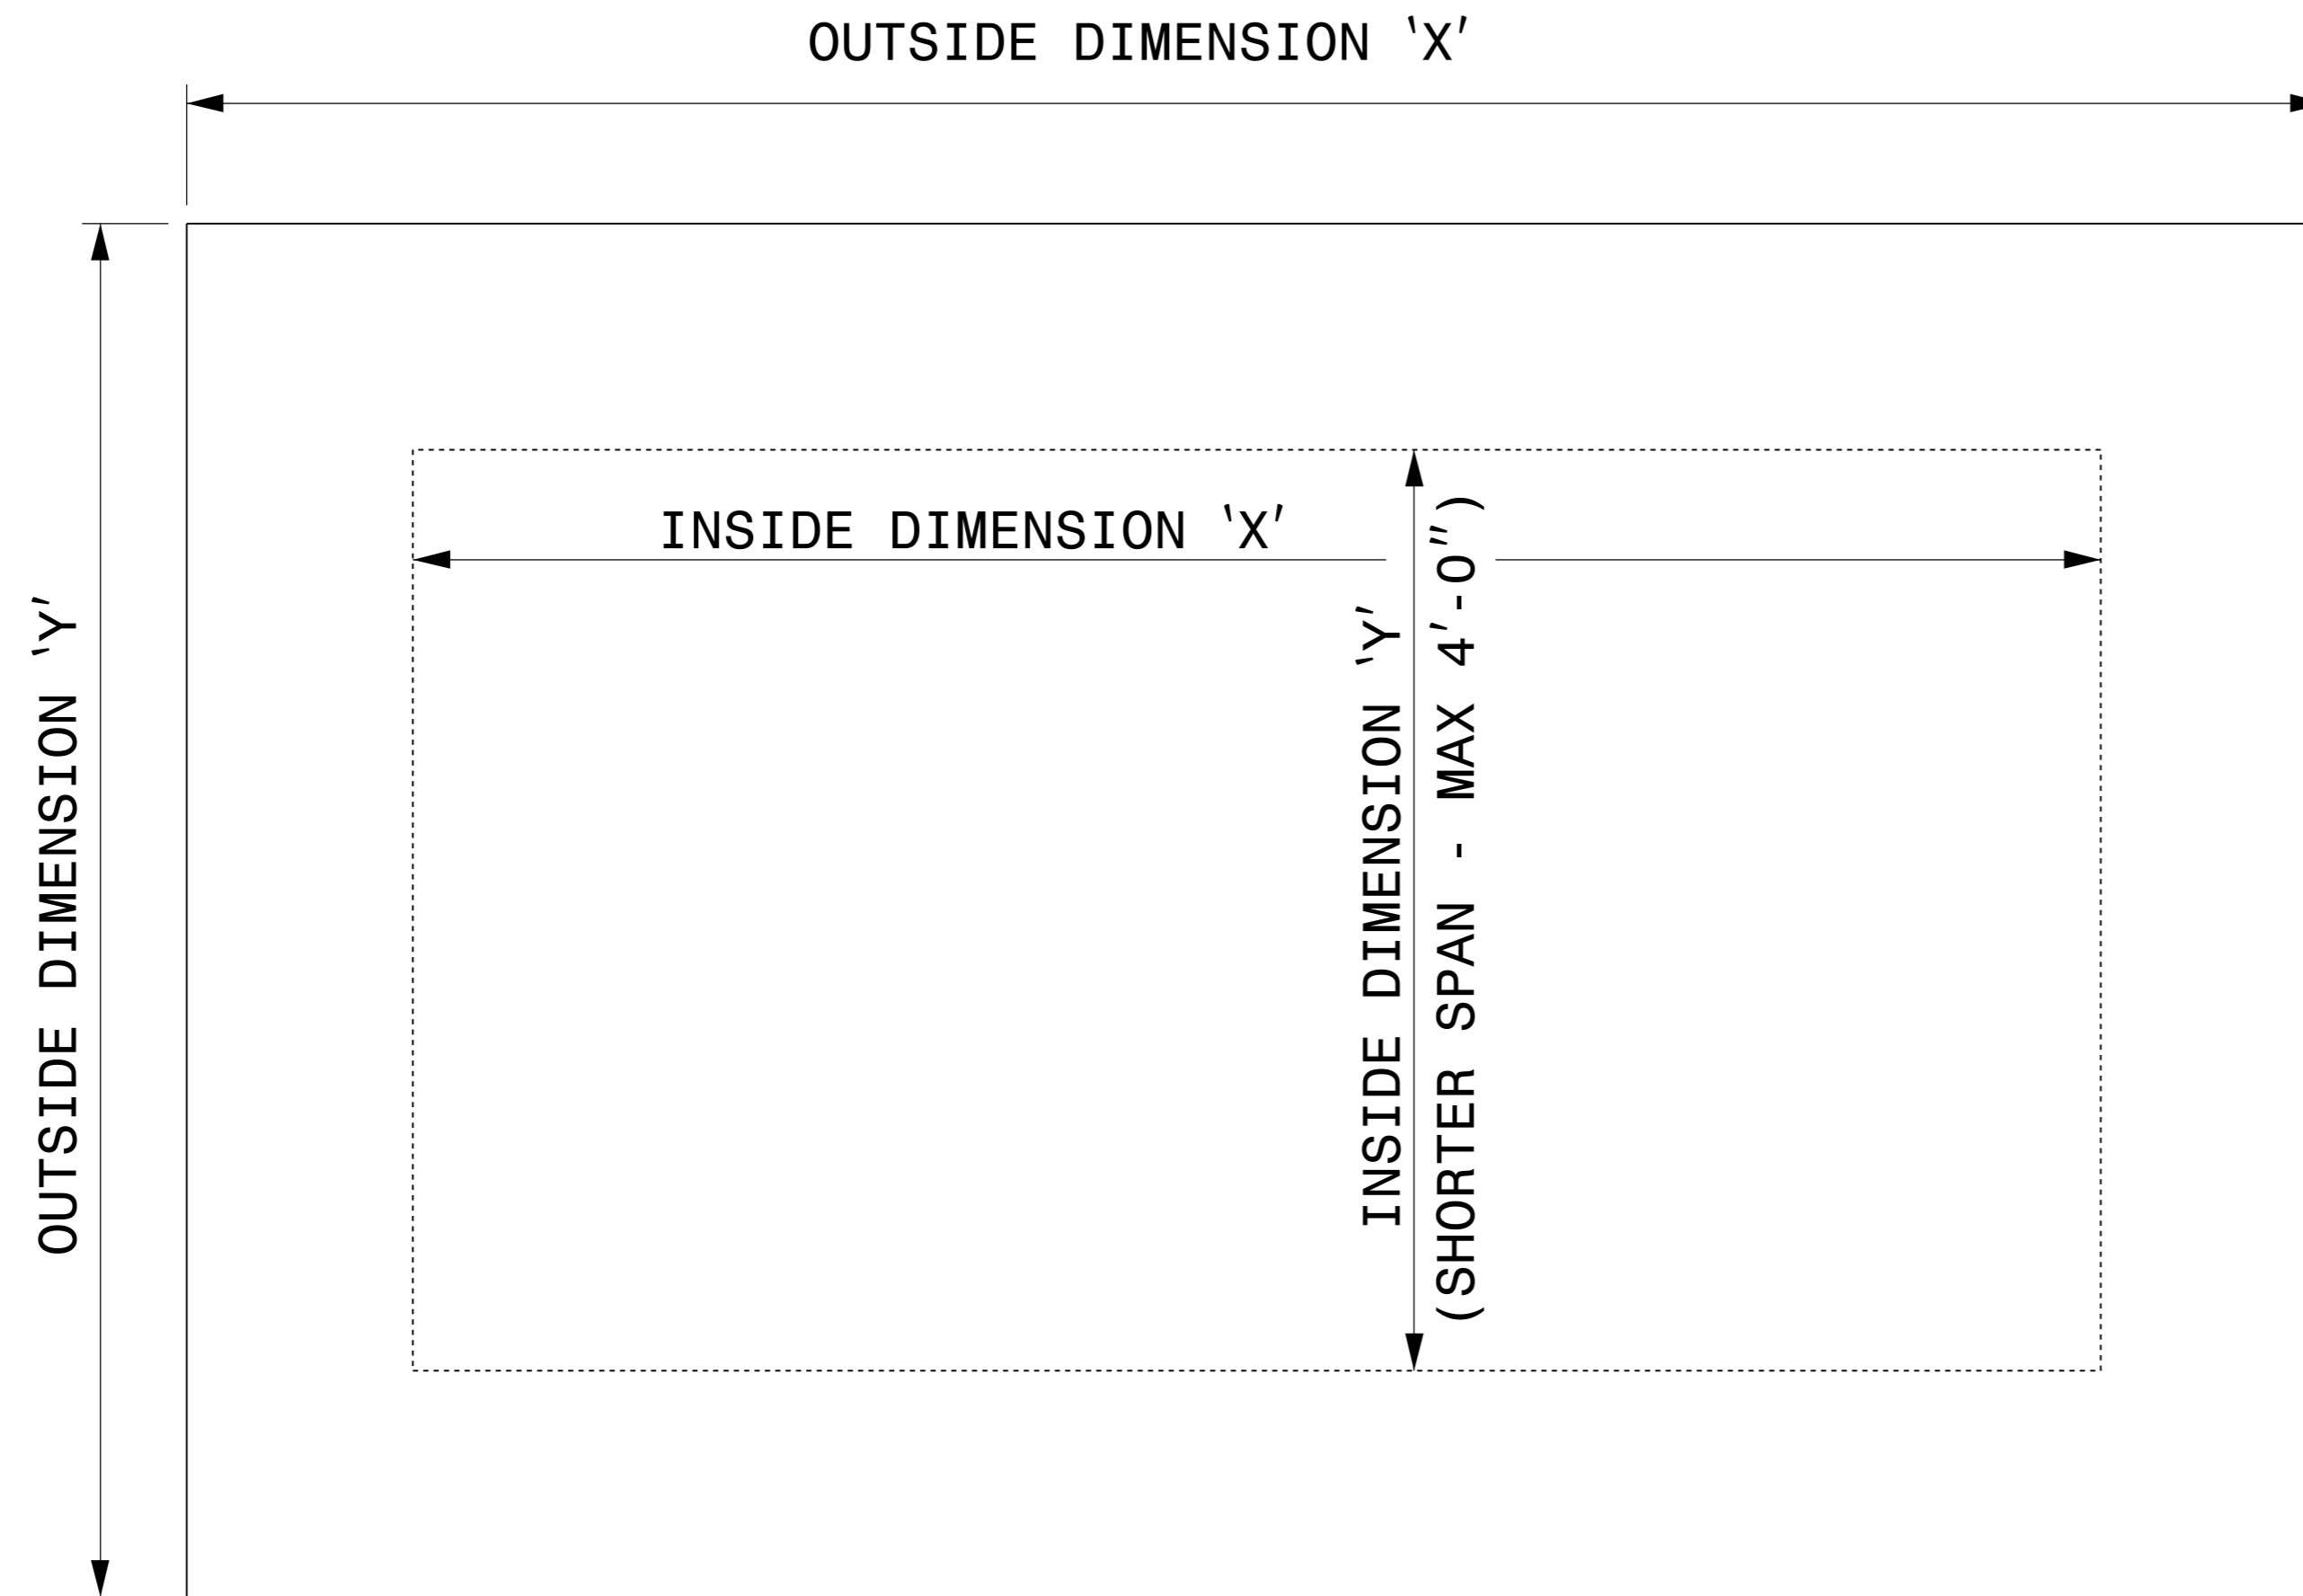 OUTSIDE DIMENSION ‘X’
OUTSIDE DIMENSION ‘Y’
INSIDE DIMENSION ‘X’
INSIDE DIMENSION ‘Y’
(SHORTER SPAN - MAX 4’-0”)